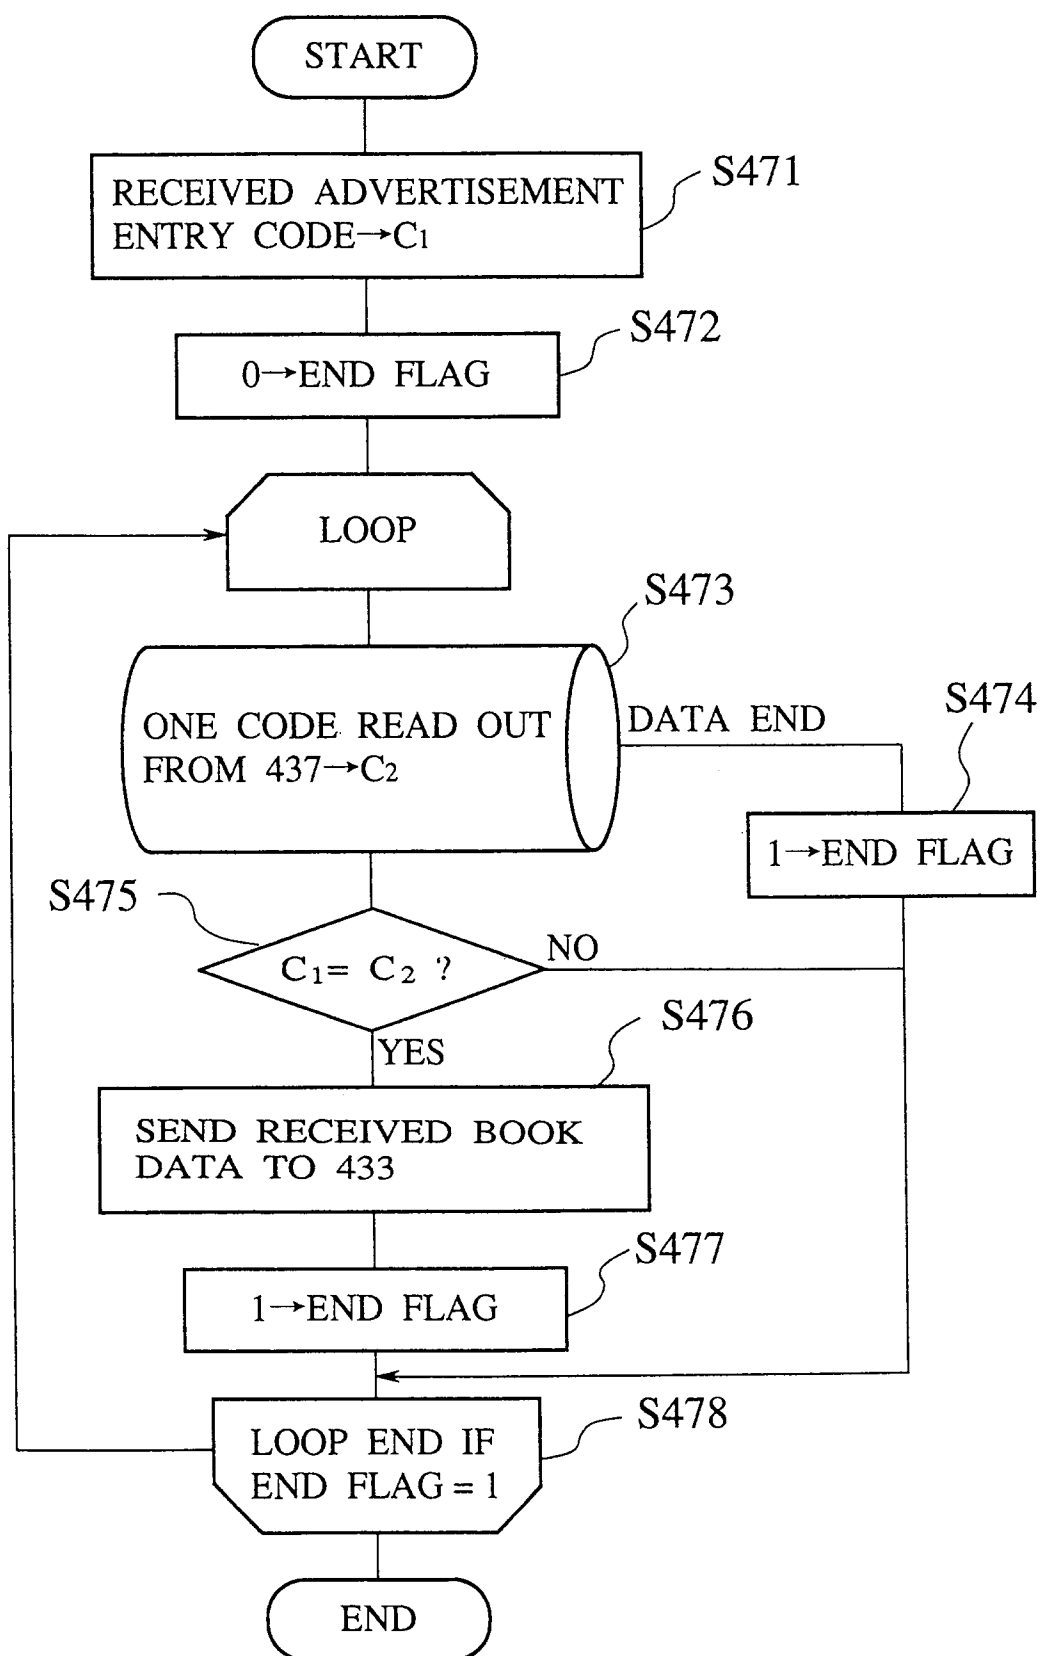 START
S471
RECEIVED ADVERTISEMENT
ENTRY CODE→C1
S472
0→END FLAG
LOOP
S473
ONE CODE READ OUT
FROM 437→C2
DATA END
S474
1→END FLAG
S475
C1= C2 ?
NO
YES
S476
SEND RECEIVED BOOK
DATA TO 433
S477
1→END FLAG
S478
LOOP END IF
END FLAG = 1
END